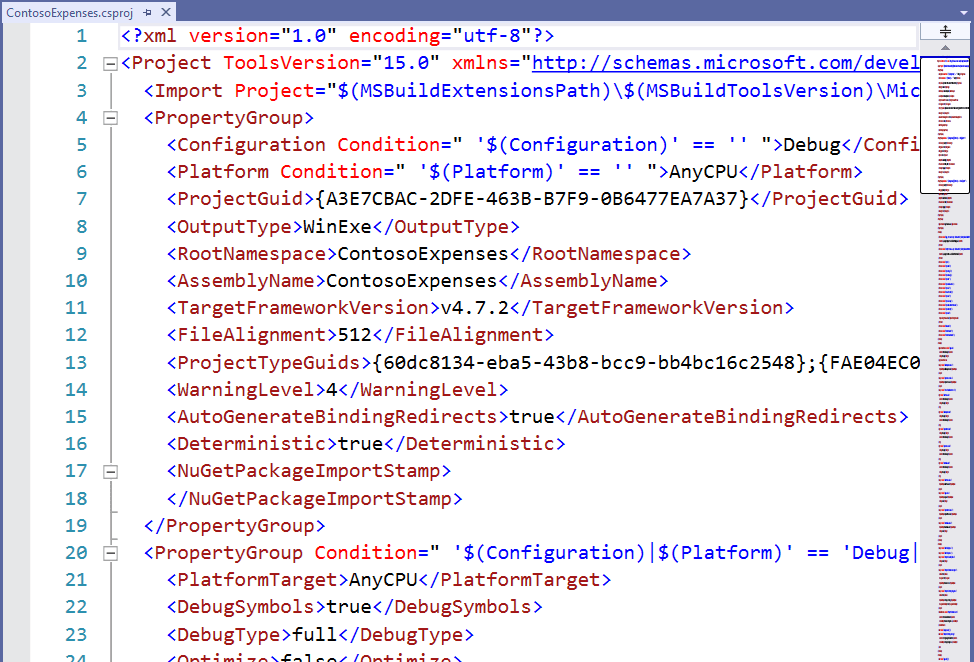 ContosoExpenses.csproj
1 <?xml version="1.0" encoding="utf-8"?>
2 <Project ToolsVersion="15.0" xmlns="http://schemas.microsoft.com/devel
3 <Import Project="$(MSBuildExtensionsPath)\$(MSBuildToolsVersion)\Mic
4 <PropertyGroup>
5 <Configuration Condition=" '$(Configuration)' == '' ">Debug</Confi
6 <Platform Condition=" '$(Platform)' == '' ">AnyCPU</Platform>
7 <ProjectGuid>{A3E7CBAC-2DFE-463B-B7F9-0B6477EA7A37}</ProjectGuid>
8 <OutputType>WinExe</OutputType>
9 <RootNamespace>ContosoExpenses</RootNamespace>
10 <AssemblyName>ContosoExpenses</AssemblyName>
11 <TargetFrameworkVersion>v4.7.2</TargetFrameworkVersion>
12 <FileAlignment>512</FileAlignment>
13 <ProjectTypeGuids>{60dc8134-eba5-43b8-bcc9-bb4bc16c2548};{FAE04EC0
14 <WarningLevel>4</WarningLevel>
15 <AutoGenerateBindingRedirects>true</AutoGenerateBindingRedirects>
16 <Deterministic>true</Deterministic>
17 <NuGetPackageImportStamp>
18 </NuGetPackageImportStamp>
19 </PropertyGroup>
20 <PropertyGroup Condition=" '$(Configuration)|$(Platform)' == 'Debug|
21 <PlatformTarget>AnyCPU</PlatformTarget>
22 <DebugSymbols>true</DebugSymbols>
23 <DebugType>full</DebugType>
24 <Optimize>false</Optimize>